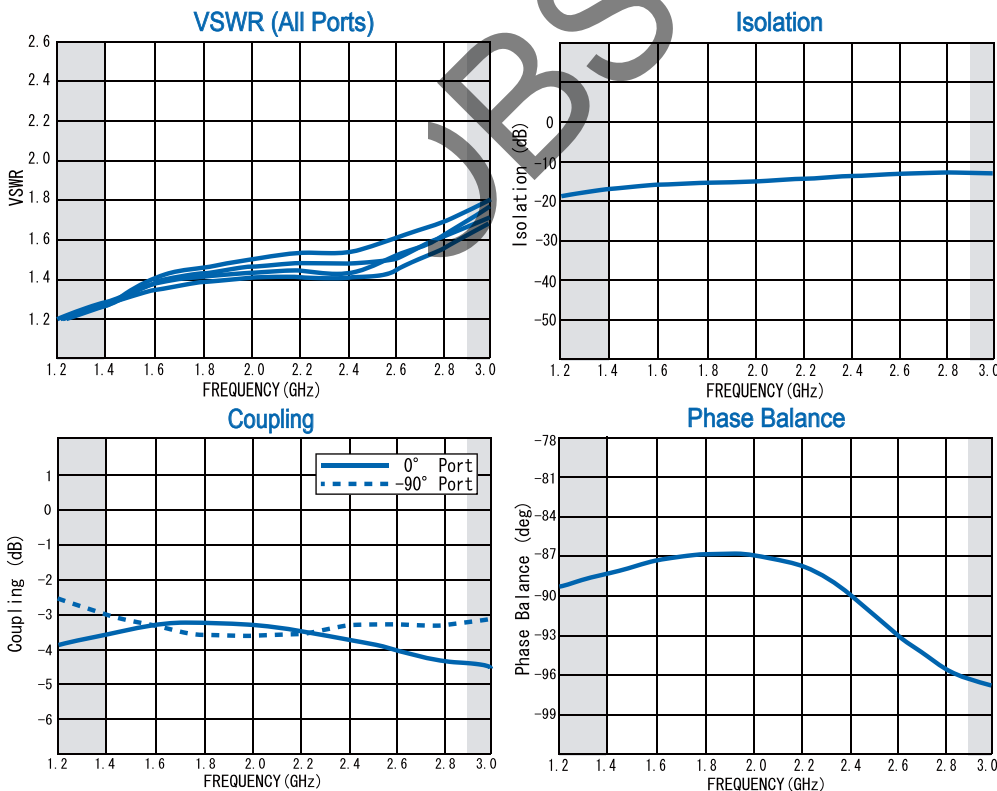 VSWR (All Ports)
2.6
2.4
2.2
2.0
1.8
1.6
1.4
1.2
VSWR
1.2 1.4 1.6 1.8 2.0 2.2 2.4 2.6 2.8 3.0
FREQUENCY(GHz)
Isolation
0
-10
-20
-30
-40
-50
Isolation (dB)
1.2 1.4 1.6 1.8 2.0 2.2 2.4 2.6 2.8 3.0
FREQUENCY(GHz)
Coupling
1
0
-1
-2
-3
-4
-5
-6
Coupling (dB)
0° Port
-90° Port
1.2 1.4 1.6 1.8 2.0 2.2 2.4 2.6 2.8 3.0
FREQUENCY(GHz)
Phase Balance
-78
-81
-84
-87
-90
-93
-96
-99
Phase Balance (deg)
1.2 1.4 1.6 1.8 2.0 2.2 2.4 2.6 2.8 3.0
FREQUENCY(GHz)